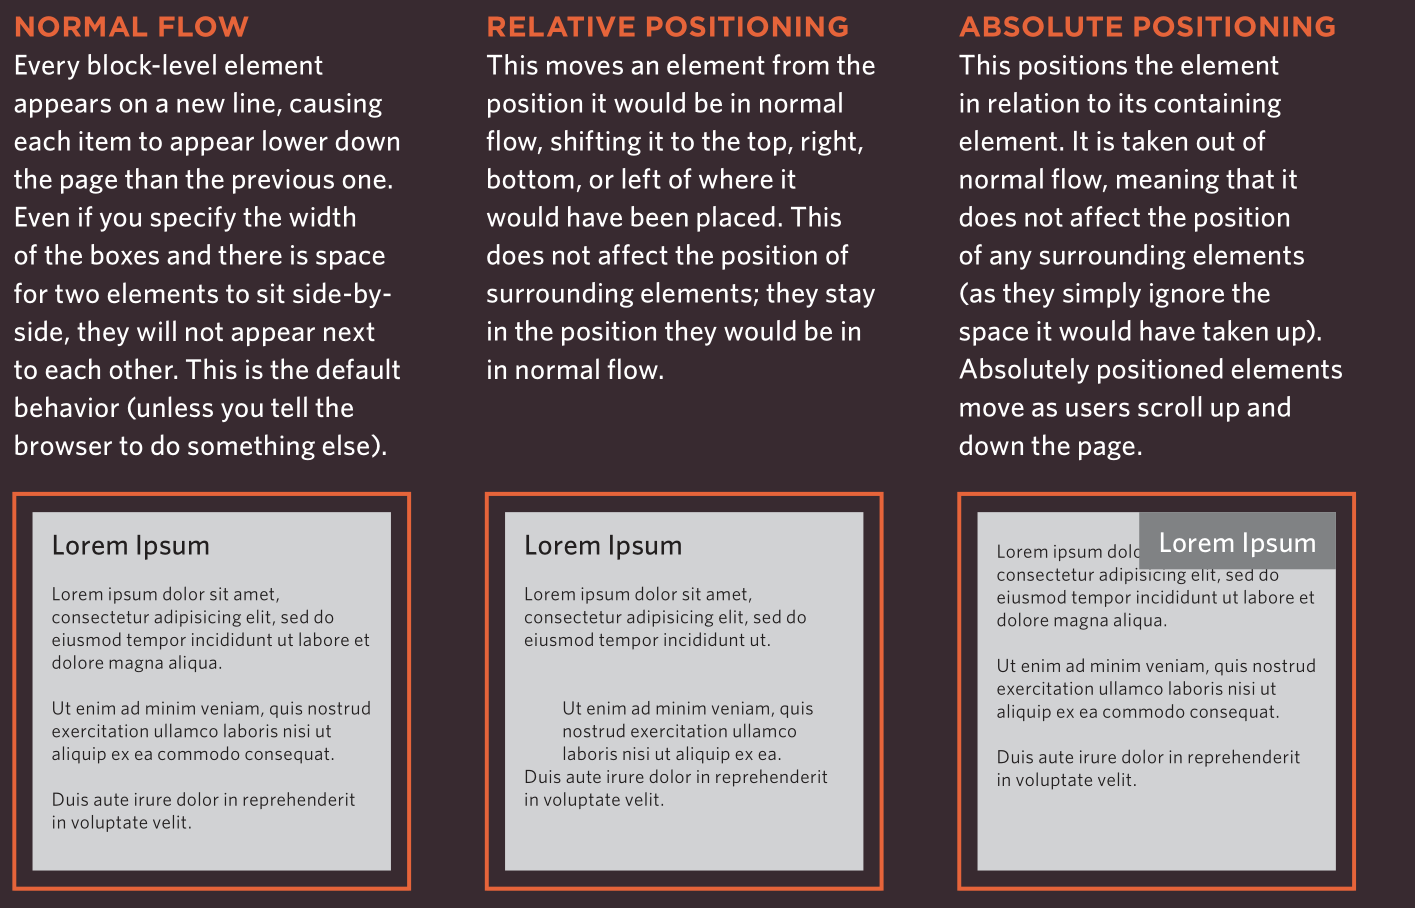 NORMAL FLOW
Every block-level element
appears on a new line, causing
each item to appear lower down
the page than the previous one.
Even if you specify the width
of the boxes and there is space
for two elements to sit side-by-
side, they will not appear next
to each other. This is the default
behavior (unless you tell the
browser to do something else).
Lorem Ipsum
Lorem ipsum dolor sit amet,
consectetur adipisicing elit, sed do
eiusmod tempor incididunt ut labore et
dolore magna aliqua.
Ut enim ad minim veniam, quis nostrud
exercitation ullamco laboris nisi ut
aliquip ex ea commodo consequat.
Duis aute irure dolor in reprehenderit
in voluptate velit.
RELATIVE POSITIONING
This moves an element from the
position it would be in normal
flow, shifting it to the top, right,
bottom, or left of where it
would have been placed. This
does not affect the position of
surrounding elements; they stay
in the position they would be in
in normal flow.
Lorem Ipsum
Lorem ipsum dolor sit amet,
consectetur adipisicing elit, sed do
eiusmod tempor incididunt ut.
Ut enim ad minim veniam, quis
nostrud exercitation ullamco
laboris nisi ut aliquip ex ea.
Duis aute irure dolor in reprehenderit
in voluptate velit.
ABSOLUTE POSITIONING
This positions the element
in relation to its containing
element. It is taken out of
normal flow, meaning that it
does not affect the position
of any surrounding elements
(as they simply ignore the
space it would have taken up).
Absolutely positioned elements
move as users scroll up and
down the page.
Lorem Ipsum
Lorem ipsum dolo
consectetur adipisicing elit, sed do
eiusmod tempor incididunt ut labore et
dolore magna aliqua.
Ut enim ad minim veniam, quis nostrud
exercitation ullamco laboris nisi ut
aliquip ex ea commodo consequat.
Duis aute irure dolor in reprehenderit
in voluptate velit.